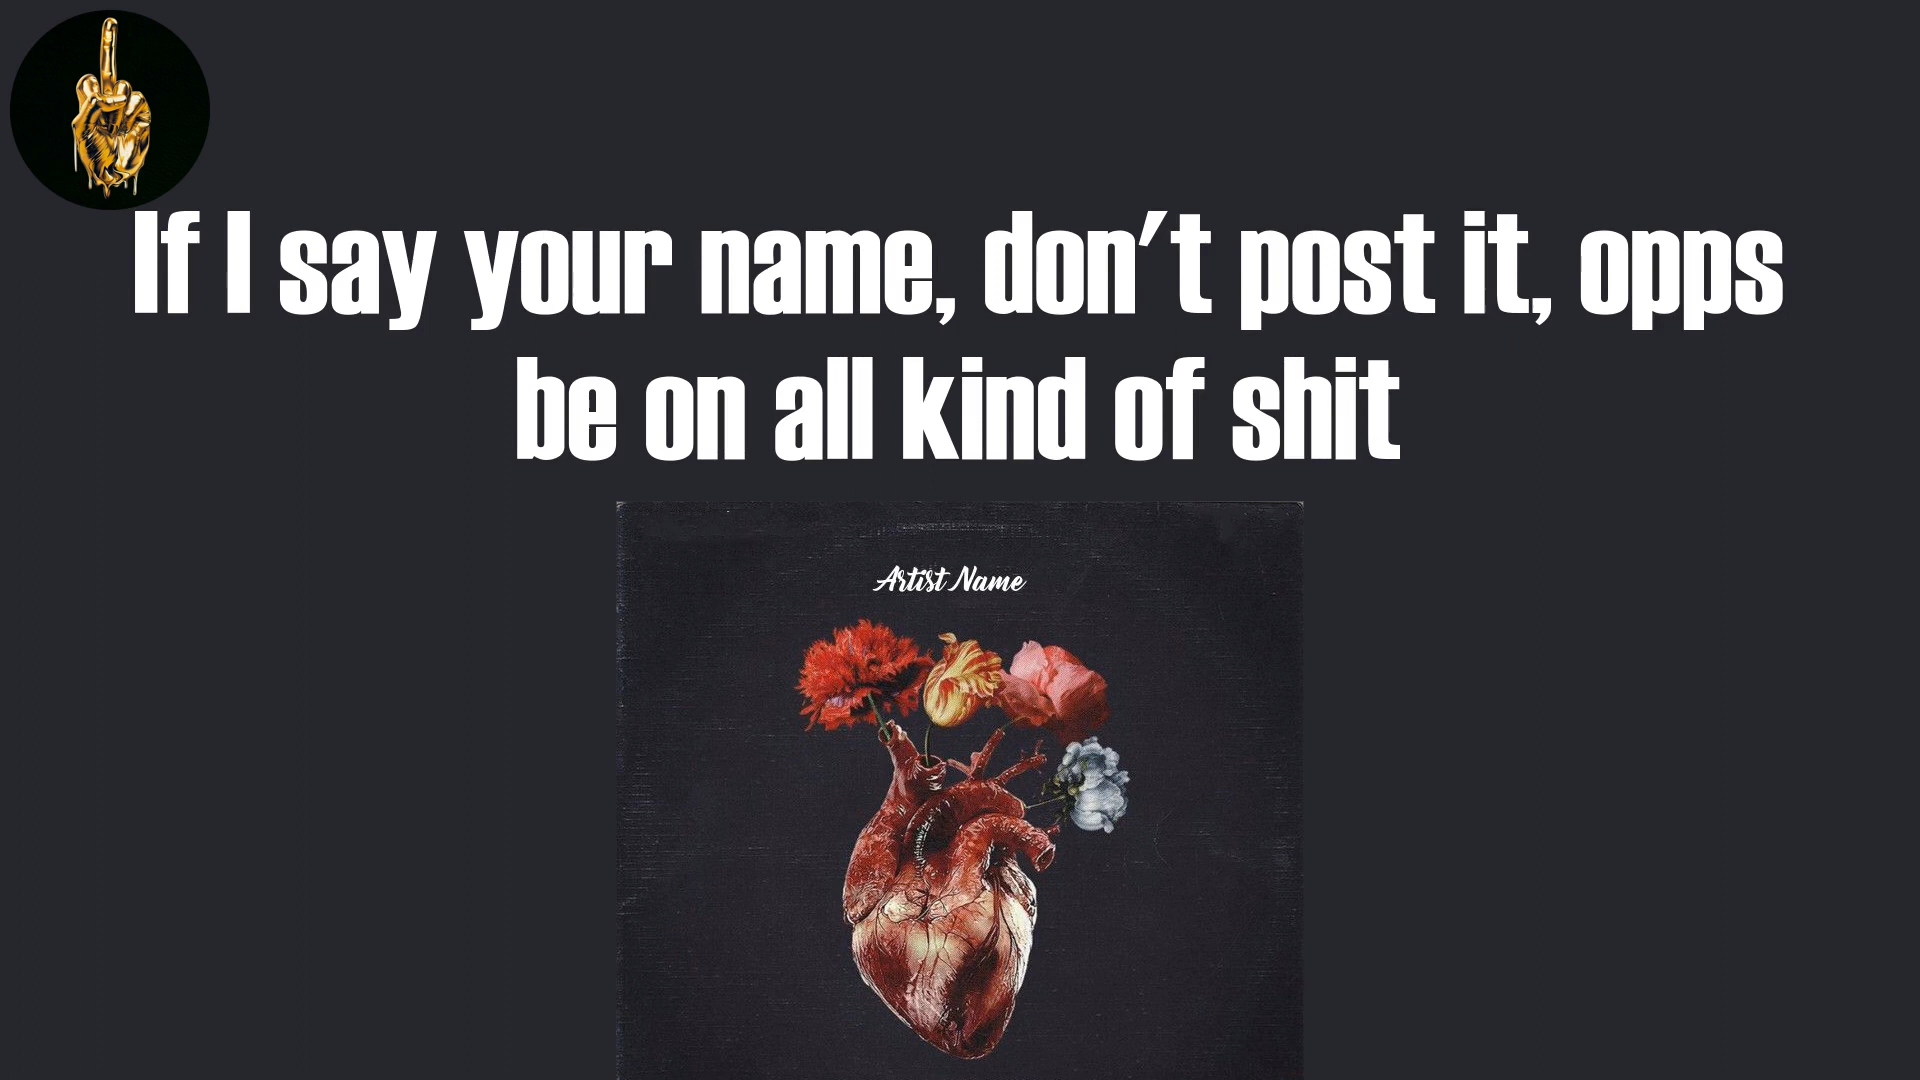 If I say your name, don't post it, opps
be on all kind of shit
Artist Name